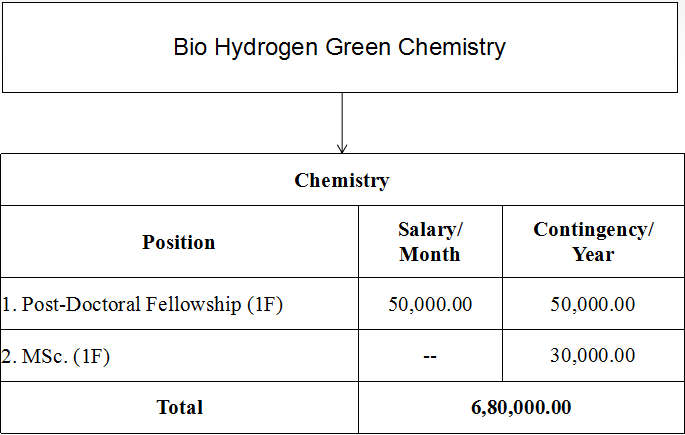 Bio Hydrogen Green Chemistry
Chemistry
Position
Salary/
Month
Contingency/
Year
1. Post-Doctoral Fellowship (1F)
50,000.00
50,000.00
2. MSc. (1F)
--
30,000.00
Total
6,80,000.00